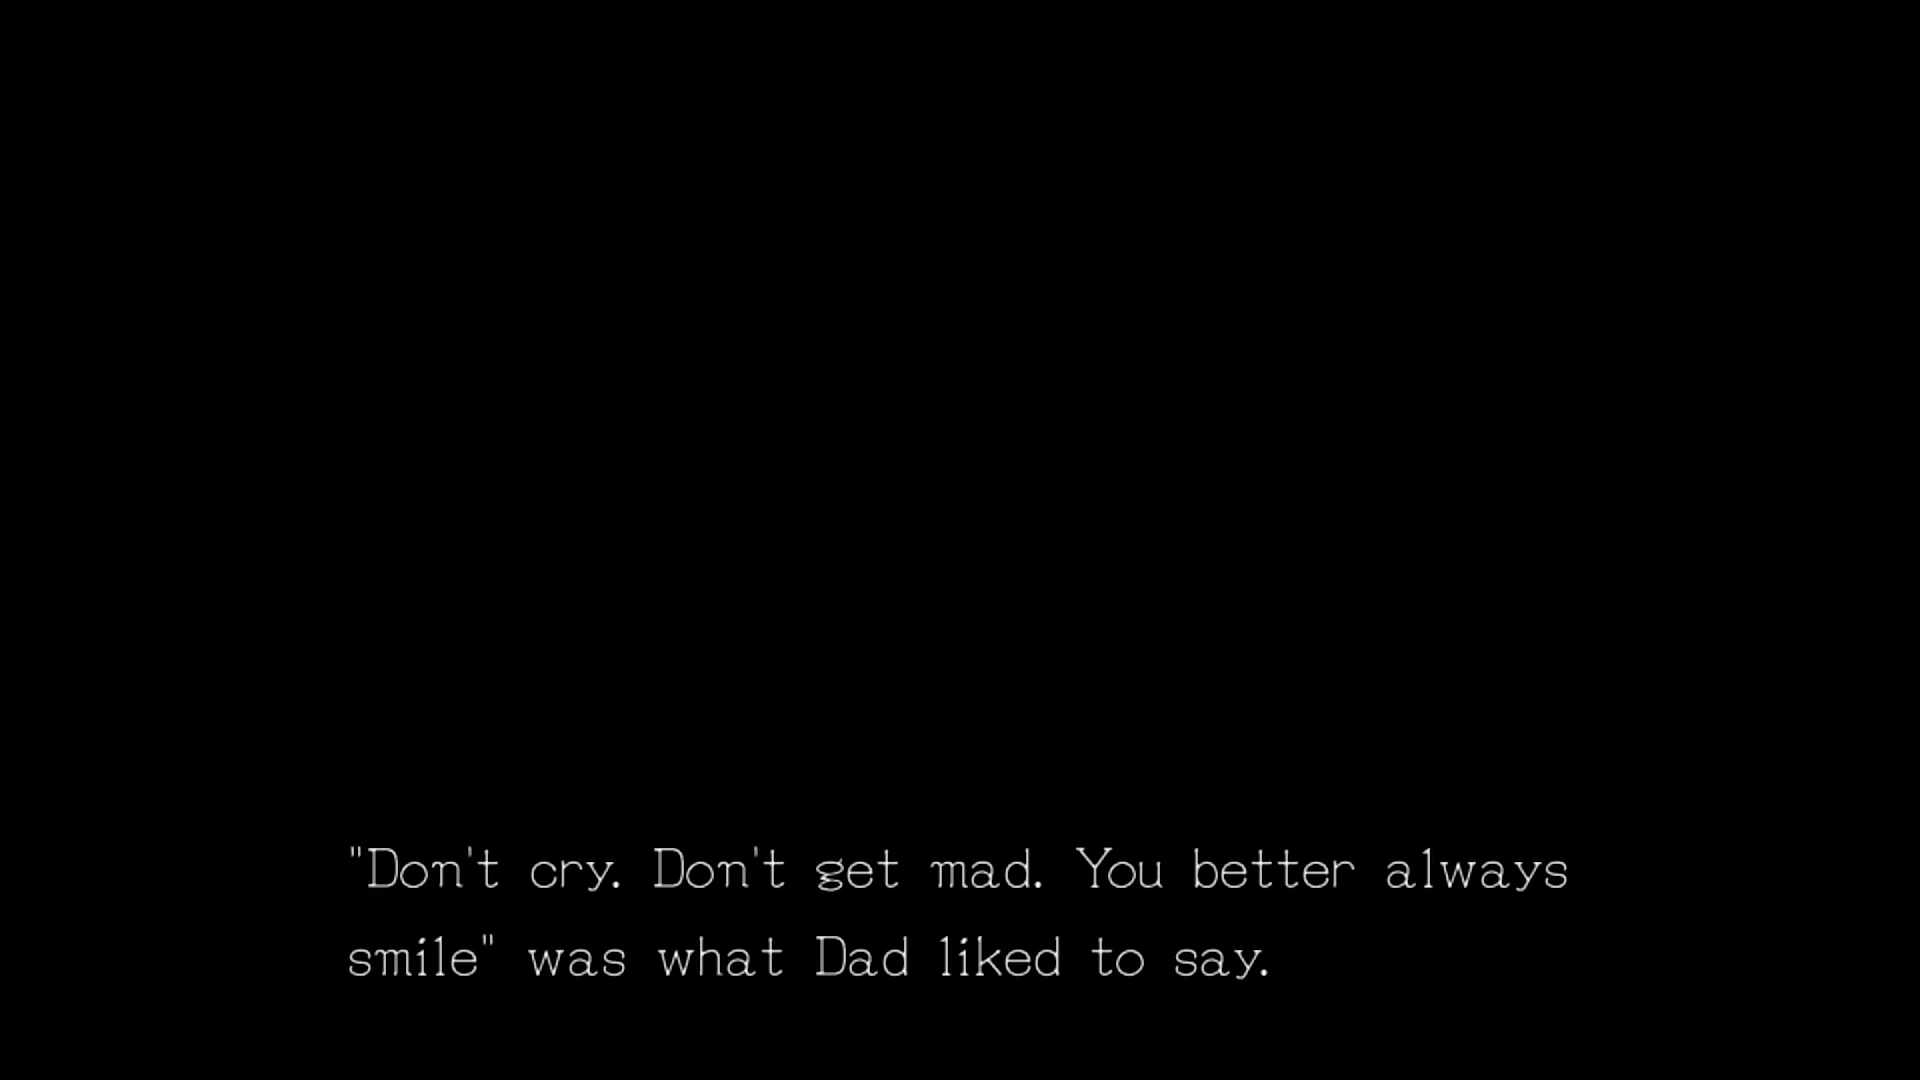 "Don't cry. Don't get mad. You better always
smile" was what Dad liked to say.